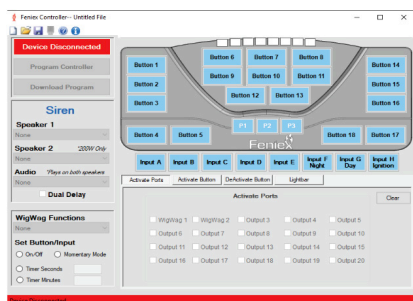 Feniex Controller-- Untitled File
Device Disconnected
Program Controller
Download Program
Siren
Speaker 1
None
Speaker 2 *200W Only
None
Audio *Plays on both speakers
None
Dual Delay
WigWag Functions
None
Set Button/Input
On/Off Momentary Mode
Timer Seconds
Timer Minutes
Button 6 Button 7 Button 8
Button 1 Button 14
Button 9 Button 10 Button 11
Button 2 Button 15
Button 12 Button 13
Button 3 Button 16
P1 P2 P3
Button 4 Button 5 Button 18 Button 17
Feniex
Input A Input B Input C Input D Input E Input F Night Input G Day Input H Ignition
Activate Ports Activate Button DeActivate Button Lightbar
Activate Ports Clear
WigWag 1 WigWag 2 Output 3 Output 4 Output 5
Output 6 Output 7 Output 8 Output 9 Output 10
Output 11 Output 12 Output 13 Output 14 Output 15
Output 16 Output 17 Output 18 Output 19 Output 20
Device Disconnected